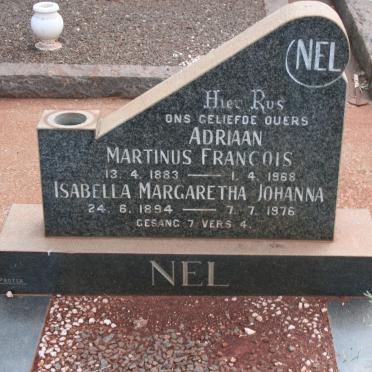 NEL
Hier Rus
ONS GELIEFDE OUERS
ADRIAAN
MARTINUS FRANCOIS
13. 4. 1883 — 1. 4. 1968
ISABELLA MARGARETHA JOHANNA
24. 6. 1894 — 7. 7. 1976
GESANG 7 VERS 4.
NEL